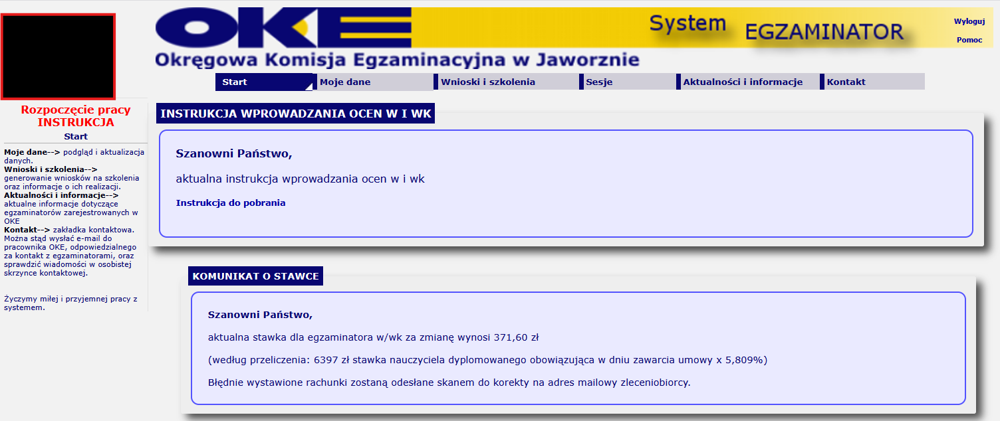 OKE
System EGZAMINATOR
Wyloguj
Pomoc
Okręgowa Komisja Egzaminacyjna w Jaworznie
Start
Moje dane
Wnioski i szkolenia
Sesje
Aktualności i informacje
Kontakt
Rozpoczęcie pracy
INSTRUKCJA
Start
Moje dane--> podgląd i aktualizacja
danych.
Wnioski i szkolenia-->
generowanie wniosków na szkolenia
oraz informacje o ich realizacji.
Aktualności i informacje-->
aktualne informacje dotyczące
egzaminatorów zarejestrowanych w
OKE
Kontakt--> zakładka kontaktowa.
Można stąd wysłać e-mail do
pracownika OKE, odpowiedzialnego
za kontakt z egzaminatorami, oraz
sprawdzić wiadomości w osobistej
skrzynce kontaktowej.
Życzymy miłej i przyjemnej pracy z
systemem.
INSTRUKCJA WPROWADZANIA OCEN W I WK
Szanowni Państwo,
aktualna instrukcja wprowadzania ocen w i wk
Instrukcja do pobrania
KOMUNIKAT O STAWCE
Szanowni Państwo,
aktualna stawka dla egzaminatora w/wk za zmianę wynosi 371,60 zł
(według przeliczenia: 6397 zł stawka nauczyciela dyplomowanego obowiązująca w dniu zawarcia umowy x 5,809%)
Błędnie wystawione rachunki zostaną odesłane skanem do korekty na adres mailowy zleceniobiorcy.